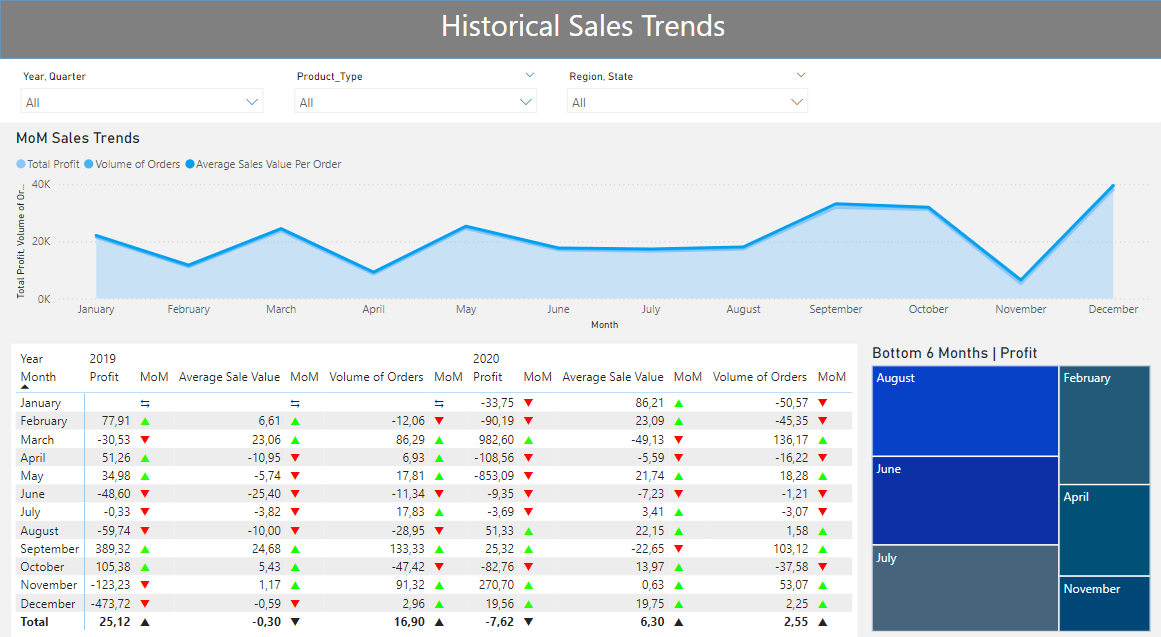 Historical Sales Trends
Year, Quarter
Product_Type
Region, State
All
All
All
MoM Sales Trends
Total Profit Volume of Orders Average Sales Value Per Order
Total Profit, Volume of Or...
40K
20K
0K
January February March April May June July August September October November December
Month
Year 2019 2020
Month Profit MoM Average Sale Value MoM Volume of Orders MoM Profit MoM Average Sale Value MoM Volume of Orders MoM
January -33,75 86,21 -50,57
February 77,91 6,61 -12,06 -90,19 23,09 -45,35
March -30,53 23,06 86,29 982,60 -49,13 136,17
April 51,26 -10,95 6,93 -108,56 -5,59 -16,22
May 34,98 -5,74 17,81 -853,09 21,74 18,28
June -48,60 -25,40 -11,34 -9,35 -7,23 -1,21
July -0,33 -3,82 17,83 -3,69 3,41 -3,07
August -59,74 -10,00 -28,95 51,33 22,15 1,58
September 389,32 24,68 133,33 25,32 -22,65 103,12
October 105,38 5,43 -47,42 -82,76 13,97 -37,58
November -123,23 1,17 91,32 270,70 0,63 53,07
December -473,72 -0,59 2,96 19,56 19,75 2,25
Total 25,12 -0,30 16,90 -7,62 6,30 2,55
Bottom 6 Months | Profit
August
June
July
February
April
November